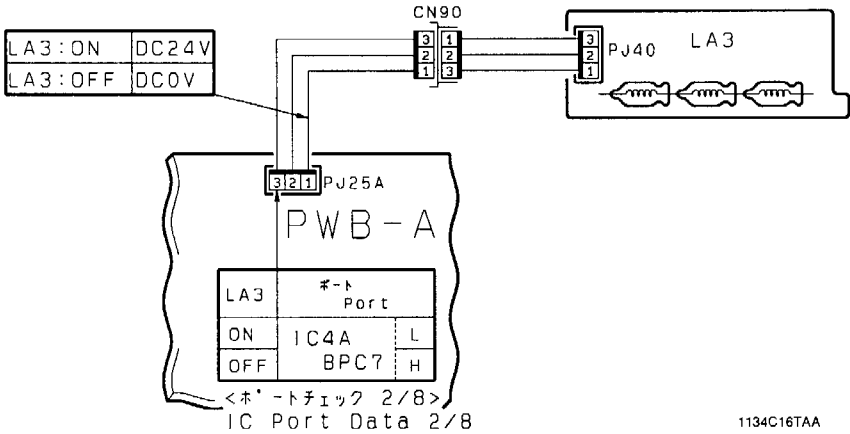 CN90
LA3:ON DC24V
LA3:OFF DC0V
3 1
2 2
1 3
3
2
1
PJ40
LA3
3 2 1
PJ25A
PWB-A
LA3 ポート
Port
ON IC4A L
OFF BPC7 H
<ポートチェック 2/8>
IC Port Data 2/8
1134C16TAA